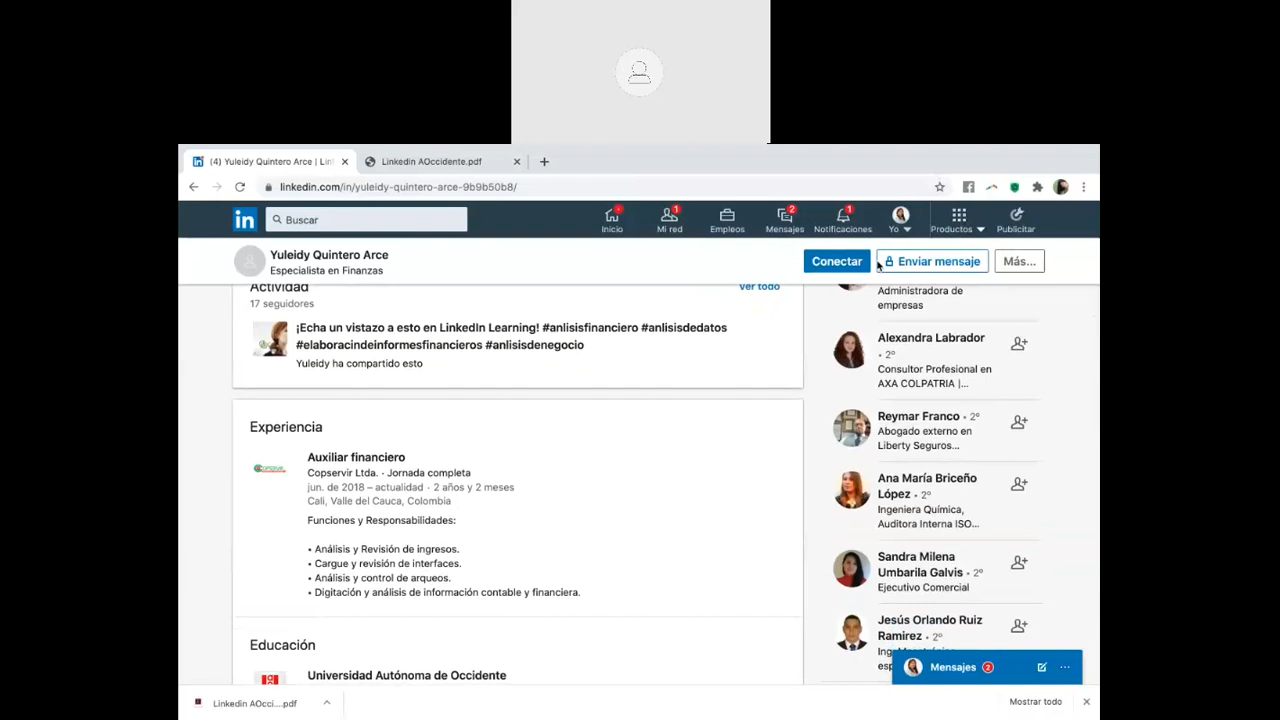 (4) Yuleidy Quintero Arce | Lin
Linkedin AOccidente.pdf
linkedin.com/in/yuleidy-quintero-arce-9b9b50b8/
in
Buscar
Inicio
1
Mi red
Empleos
2
Mensajes
1
Notificaciones
Yo
Productos
Publicitar
Yuleidy Quintero Arce
Especialista en Finanzas
Conectar
Enviar mensaje
Más...
Actividad
Ver todo
17 seguidores
¡Echa un vistazo a esto en LinkedIn Learning! #anlisisfinanciero #anlisisdedatos
#elaboracindeinformesfinancieros #anlisisdenegocio
Yuleidy ha compartido esto
Experiencia
Auxiliar financiero
Copservir Ltda. · Jornada completa
jun. de 2018 – actualidad · 2 años y 2 meses
Cali, Valle del Cauca, Colombia
Funciones y Responsabilidades:
• Análisis y Revisión de ingresos.
• Cargue y revisión de interfaces.
• Análisis y control de arqueos.
• Digitación y análisis de información contable y financiera.
Educación
Universidad Autónoma de Occidente
Administradora de
empresas
Alexandra Labrador
• 2º
Consultor Profesional en
AXA COLPATRIA |...
Reymar Franco • 2º
Abogado externo en
Liberty Seguros...
Ana María Briceño
López • 2º
Ingeniera Química,
Auditora Interna ISO...
Sandra Milena
Umbarila Galvis • 2º
Ejecutivo Comercial
Jesús Orlando Ruiz
Ramirez • 2º
Mensajes 2
Linkedin AOcci....pdf
Mostrar todo